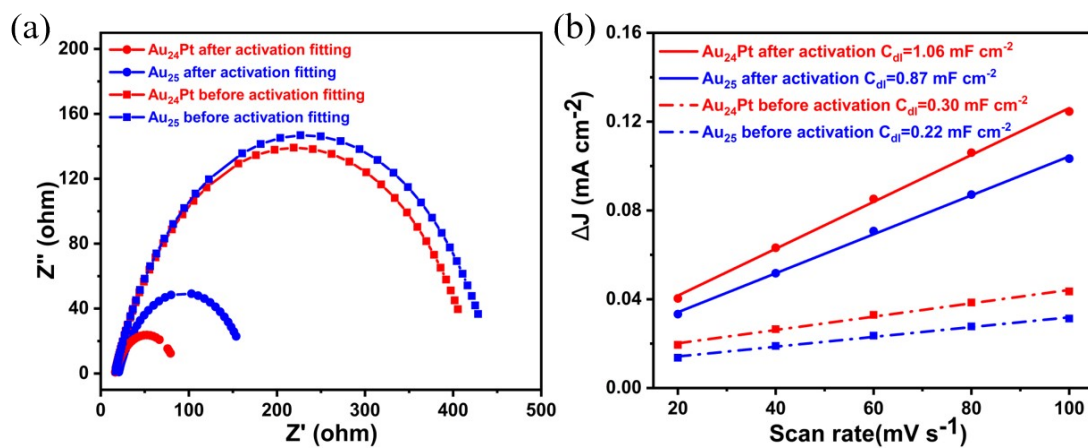 (a)
200
160
120
80
40
0
Z" (ohm)
Au₂₄Pt after activation fitting
Au₂₅ after activation fitting
Au₂₄Pt before activation fitting
Au₂₅ before activation fitting
0 100 200 300 400 500
Z' (ohm)
(b)
0.16
0.12
0.08
0.04
0.00
ΔJ (mA cm⁻²)
Au₂₄Pt after activation C_dl=1.06 mF cm⁻²
Au₂₅ after activation C_dl=0.87 mF cm⁻²
Au₂₄Pt before activation C_dl=0.30 mF cm⁻²
Au₂₅ before activation C_dl=0.22 mF cm⁻²
20 40 60 80 100
Scan rate(mV s⁻¹)